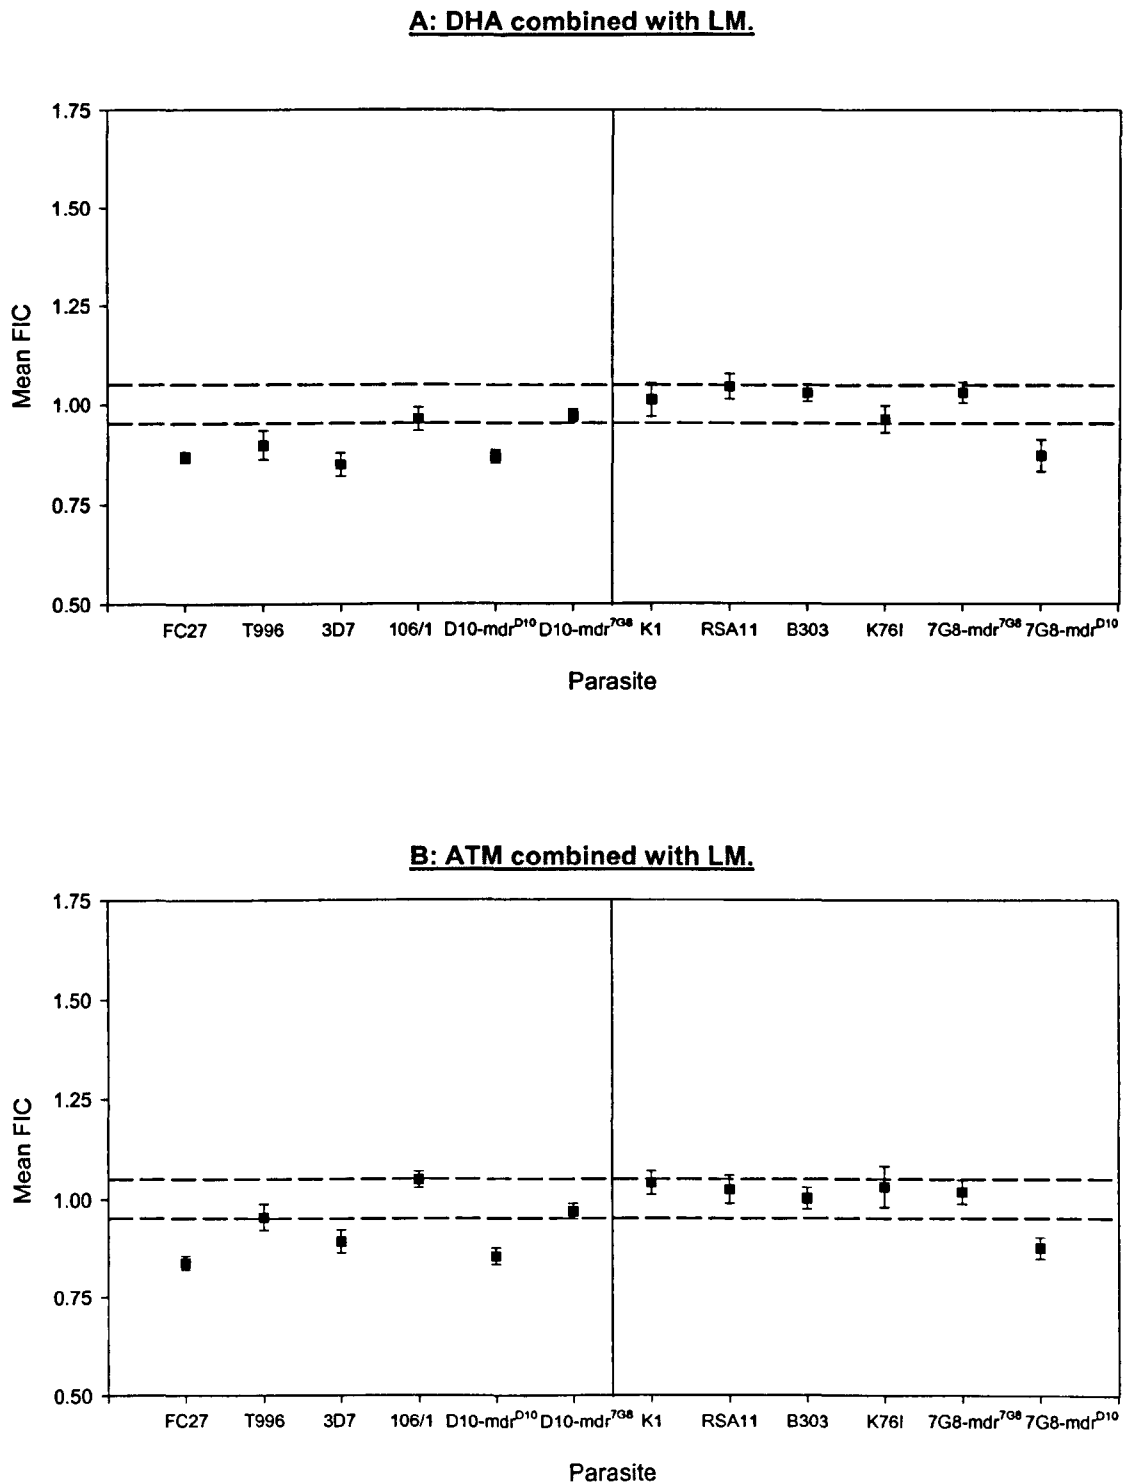 A: DHA combined with LM.
1.75
1.50
1.25
1.00
0.75
0.50
Mean FIC
FC27 T996 3D7 106/1 D10-mdrD10 D10-mdr7G8 K1 RSA11 B303 K76I 7G8-mdr7G8 7G8-mdrD10
Parasite
B: ATM combined with LM.
1.75
1.50
1.25
1.00
0.75
0.50
Mean FIC
FC27 T996 3D7 106/1 D10-mdrD10 D10-mdr7G8 K1 RSA11 B303 K76I 7G8-mdr7G8 7G8-mdrD10
Parasite